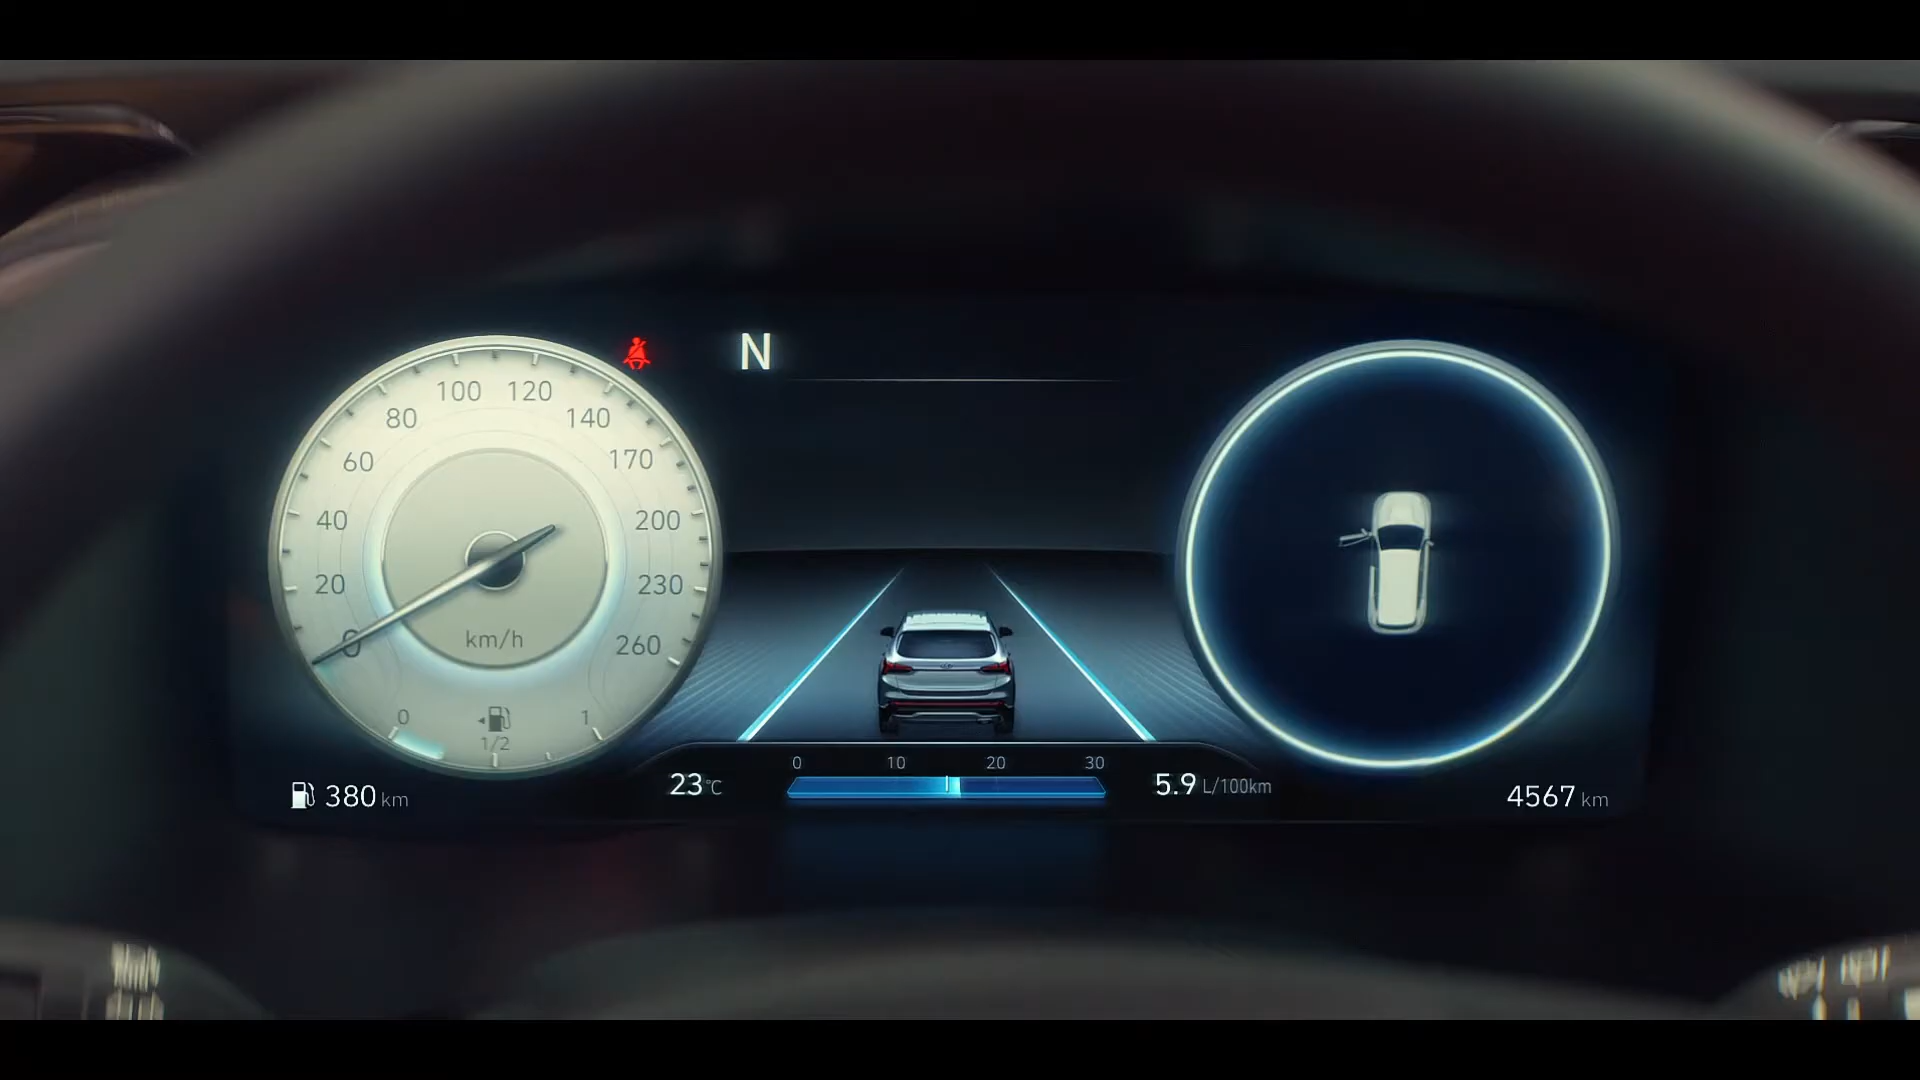 N
100 120
80 140
60 170
40 200
20 230
0 260
km/h
0 1
1/2
0 10 20 30
380 km
23°C
5.9 L/100km
4567 km